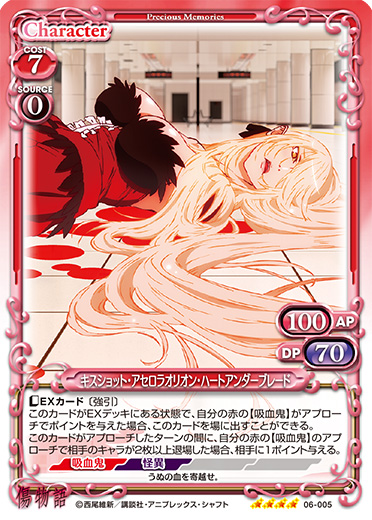 Precious Memories
Character
COST
7
SOURCE
0
100 AP
DP 70
キスショット・アセロラオリオン・ハートアンダーブレード
EXカード [強引]
このカードがEXデッキにある状態で、自分の赤の【吸血鬼】がアプロー
チでポイントを与えた場合、このカードを場に出すことができる。
このカードがアプローチしたターンの間に、自分の赤の【吸血鬼】のアプ
ローチで相手のキャラが2枚以上退場した場合、相手に1ポイント与える。
吸血鬼 怪異
うぬの血を寄越せ。
傷物語 ©西尾維新／講談社・アニプレックス・シャフト ★★★★ 06-005